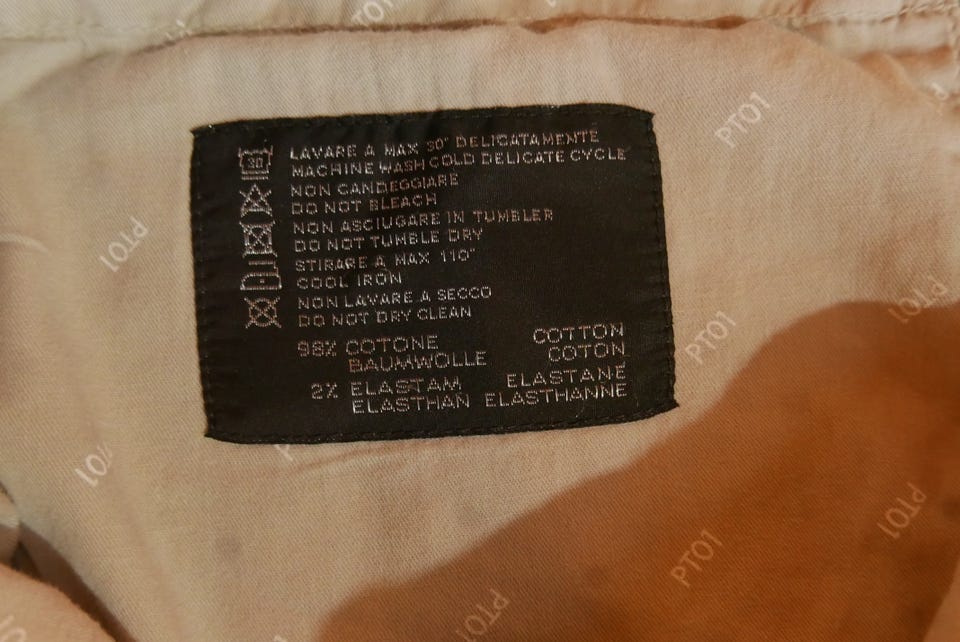 30
LAVARE A MAX 30° DELICATAMENTE
MACHINE WASH COLD DELICATE CYCLE
NON CANDEGGIARE
DO NOT BLEACH
NON ASCIUGARE IN TUMBLER
DO NOT TUMBLE DRY
STIRARE A MAX 110°
COOL IRON
NON LAVARE A SECCO
DO NOT DRY CLEAN
98% COTONE COTTON
BAUMWOLLE COTON
2% ELASTAM ELASTANE
ELASTHAN ELASTHANNE
PT01
PT01
PT01
PT01
PT01
PT01
PT01
PT01